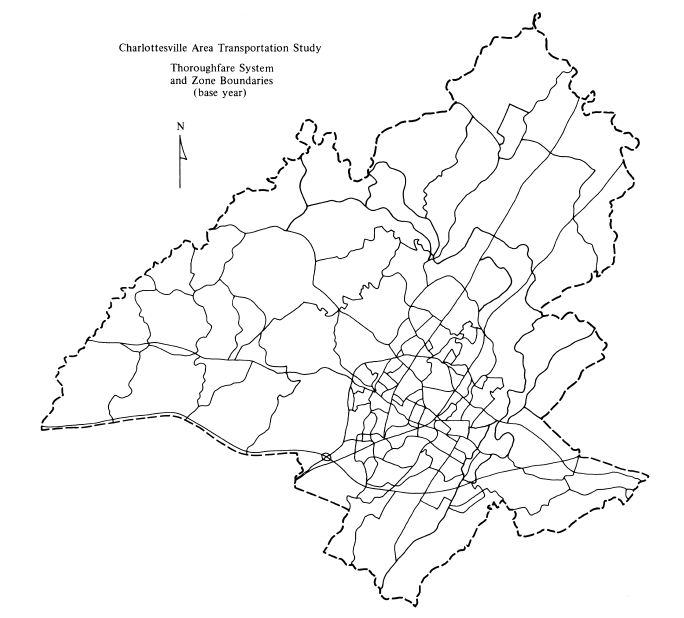 Charlottesville Area Transportation Study
Thoroughfare System
and Zone Boundaries
(base year)
N